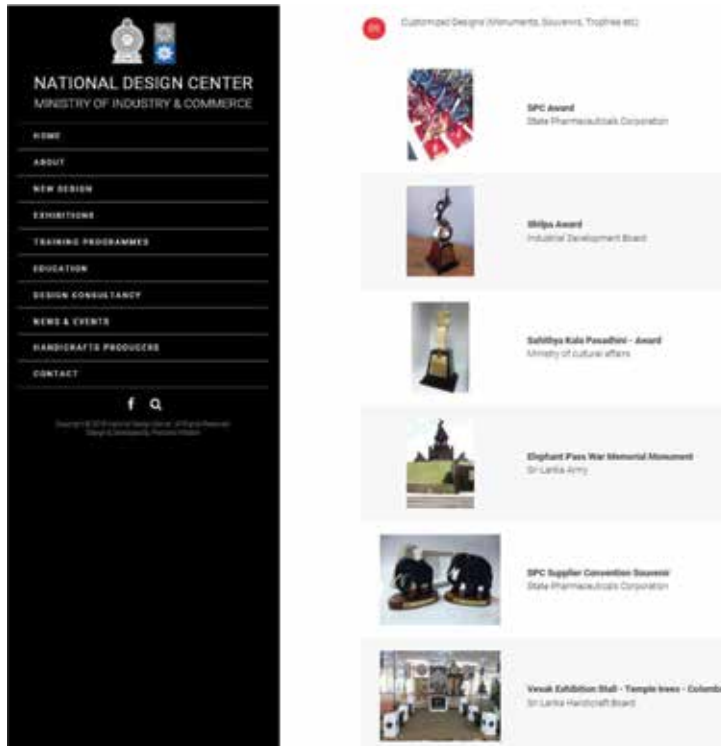 NATIONAL DESIGN CENTER
MINISTRY OF INDUSTRY & COMMERCE
HOME
ABOUT
NEW DESIGN
EXHIBITIONS
TRAINING PROGRAMMES
EDUCATION
DESIGN CONSULTANCY
NEWS & EVENTS
HANDICRAFTS PRODUCERS
CONTACT
Customized Designs (Monuments, Souvenirs, Trophies etc)
SPC Award
State Pharmaceuticals Corporation
Shilpa Award
Industrial Development Board
Sahithya Kala Pasadhini - Award
Ministry of cultural affairs
Elephant Pass War Memorial Monument
Sri Lanka Army
SPC Supplier Convention Souvenir
State Pharmaceuticals Corporation
Vesak Exhibition Stall - Temple trees - Colombo
Sri Lanka Handicraft Board